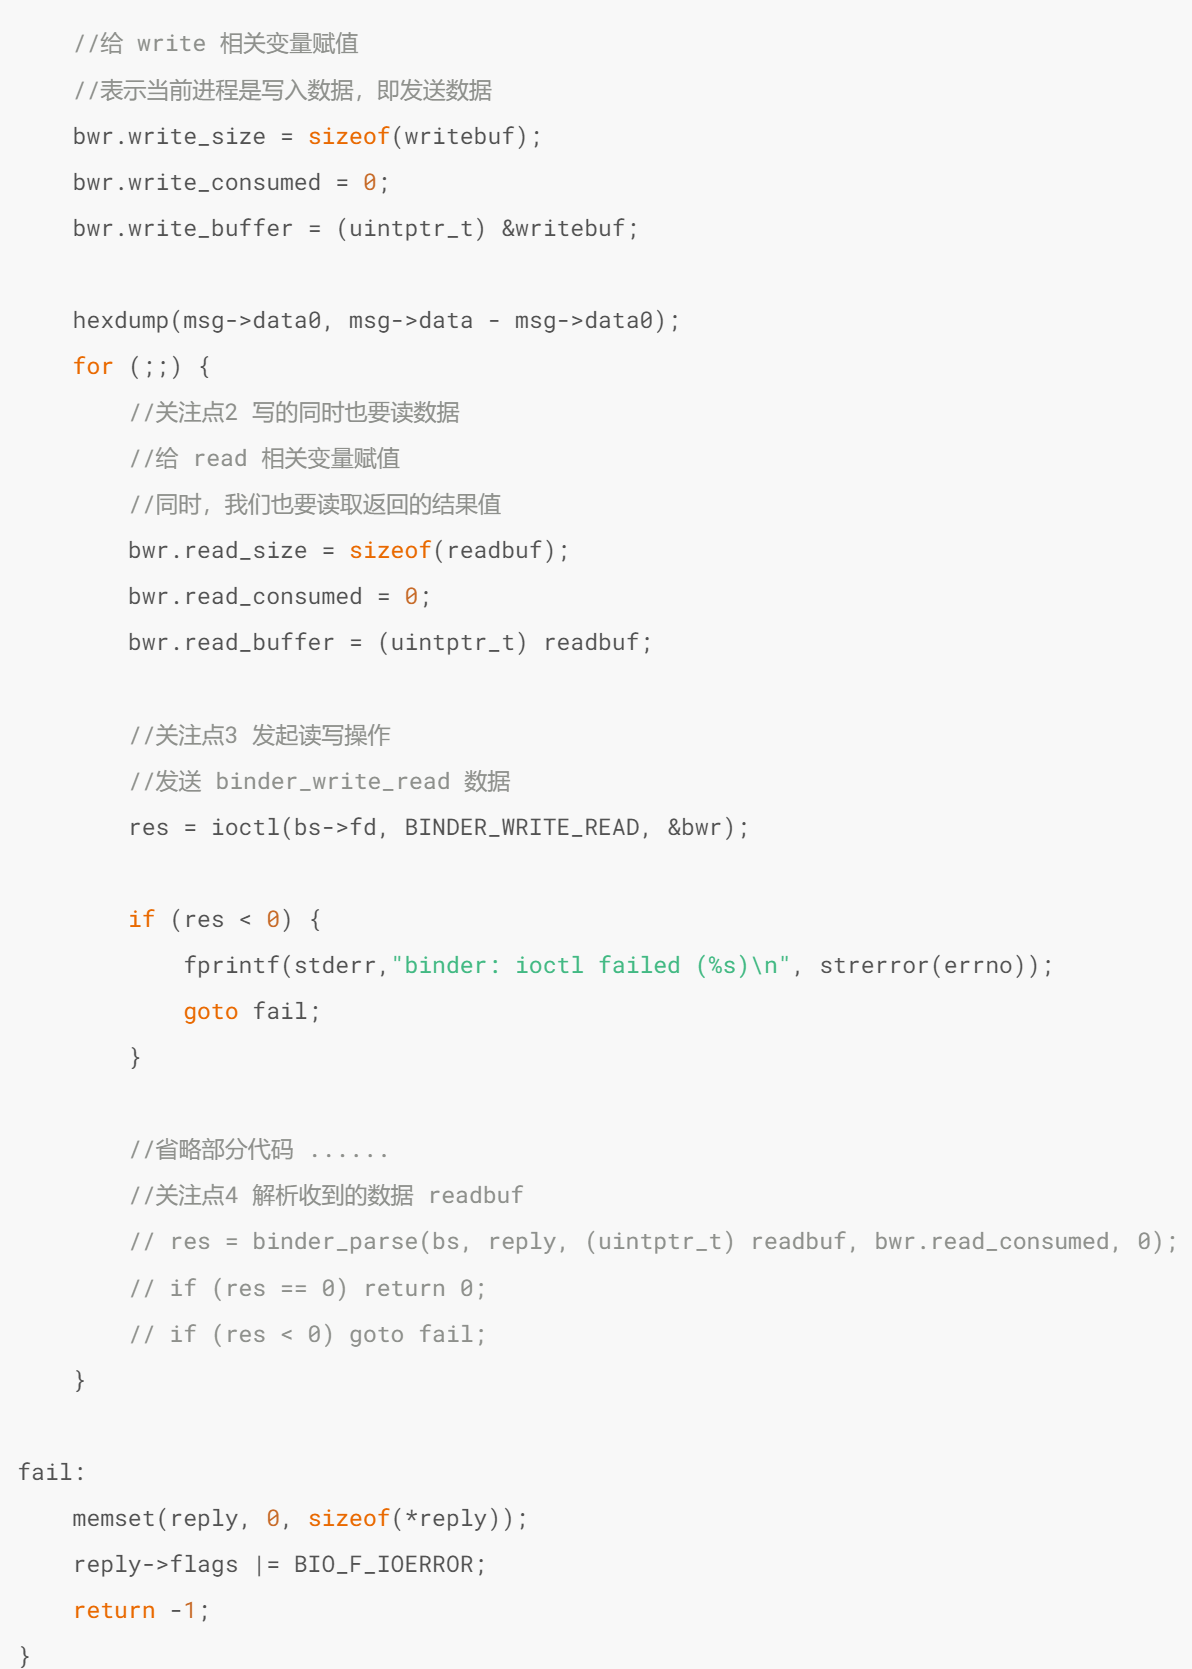 //给 write 相关变量赋值
//表示当前进程是写入数据，即发送数据
bwr.write_size = sizeof(writebuf);
bwr.write_consumed = 0;
bwr.write_buffer = (uintptr_t) &writebuf;
hexdump(msg->data0, msg->data - msg->data0);
for (;;) {
//关注点2 写的同时也要读数据
//给 read 相关变量赋值
//同时，我们也要读取返回的结果值
bwr.read_size = sizeof(readbuf);
bwr.read_consumed = 0;
bwr.read_buffer = (uintptr_t) readbuf;
//关注点3 发起读写操作
//发送 binder_write_read 数据
res = ioctl(bs->fd, BINDER_WRITE_READ, &bwr);
if (res < 0) {
fprintf(stderr,"binder: ioctl failed (%s)\n", strerror(errno));
goto fail;
}
//省略部分代码 ......
//关注点4 解析收到的数据 readbuf
// res = binder_parse(bs, reply, (uintptr_t) readbuf, bwr.read_consumed, 0);
// if (res == 0) return 0;
// if (res < 0) goto fail;
}
fail:
memset(reply, 0, sizeof(*reply));
reply->flags |= BIO_F_IOERROR;
return -1;
}